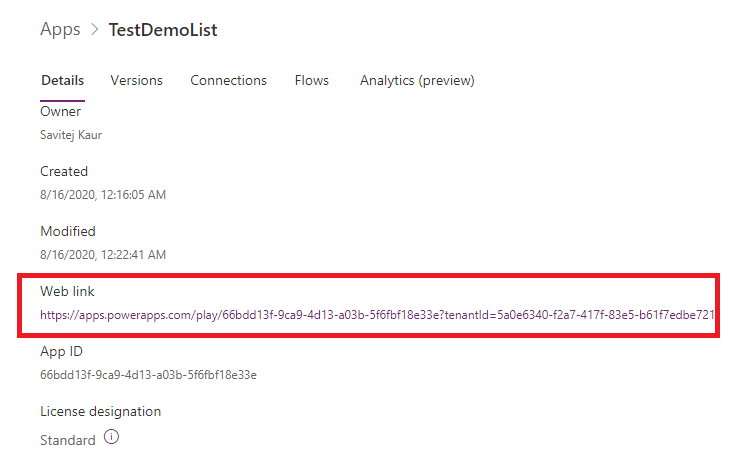 Apps > TestDemoList
Details Versions Connections Flows Analytics (preview)
Owner
Savitej Kaur
Created
8/16/2020, 12:16:05 AM
Modified
8/16/2020, 12:22:41 AM
Web link
https://apps.powerapps.com/play/66bdd13f-9ca9-4d13-a03b-5f6fbf18e33e?tenantId=5a0e6340-f2a7-417f-83e5-b61f7edbe721
App ID
66bdd13f-9ca9-4d13-a03b-5f6fbf18e33e
License designation
Standard